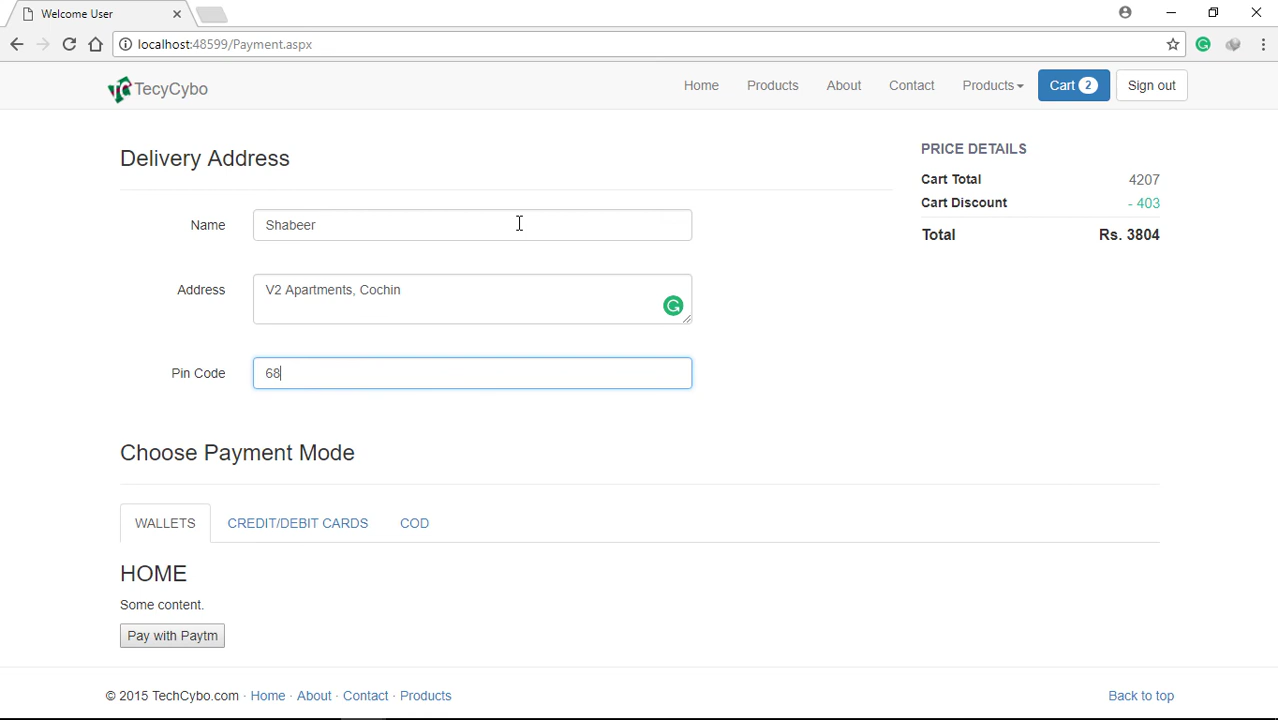 Welcome User
localhost:48599/Payment.aspx
TecyCybo
Home Products About Contact Products Cart 2 Sign out
Delivery Address
Name Shabeer
Address V2 Apartments, Cochin
Pin Code 68
PRICE DETAILS
Cart Total 4207
Cart Discount - 403
Total Rs. 3804
Choose Payment Mode
WALLETS CREDIT/DEBIT CARDS COD
HOME
Some content.
Pay with Paytm
© 2015 TechCybo.com · Home · About · Contact · Products
Back to top